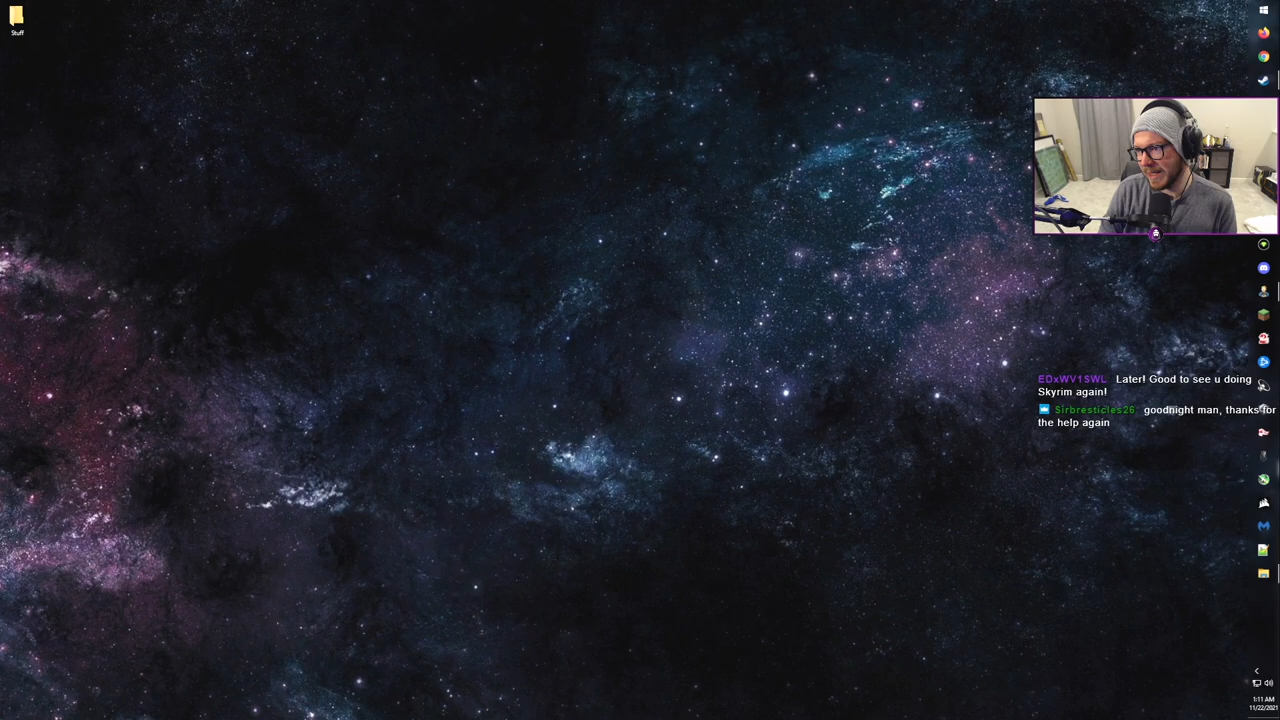 Stuff
EDxWV1SWL Later! Good to see u doing
Skyrim again!
Sirbresticles26 goodnight man, thanks for
the help again
1:11 AM
11/22/2021